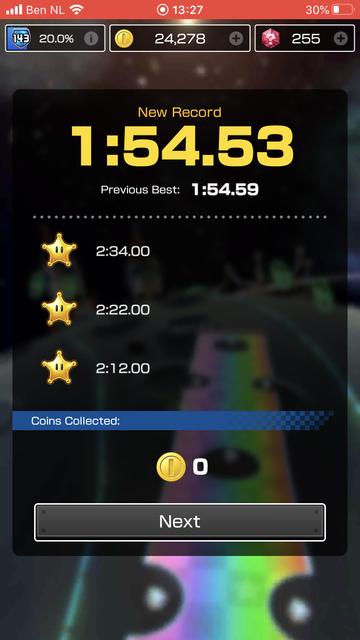 Ben NL 13:27 30%
143 20.0% i 24,278 + 255 +
New Record
1:54.53
Previous Best: 1:54.59
2:34.00
2:22.00
2:12.00
Coins Collected:
0
Next